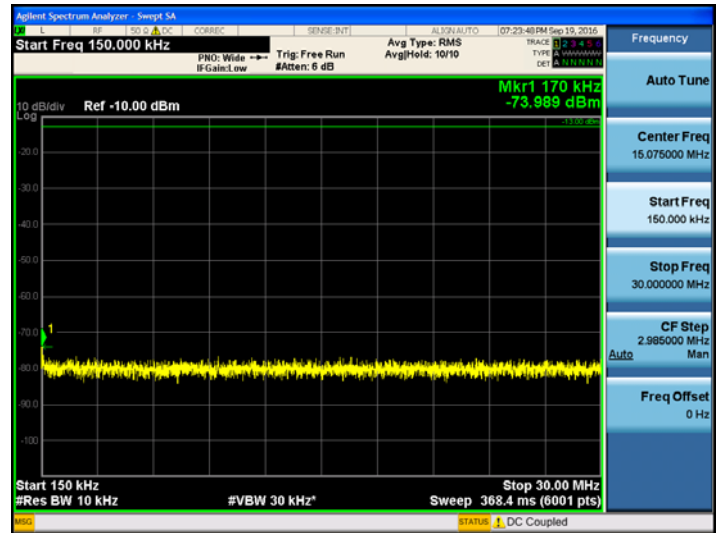 Agilent Spectrum Analyzer - Swept SA
L RF 50 Ω DC CORREC SENSE:INT ALIGNAUTO 07:23:48 PM Sep 19, 2016
Start Freq 150.000 kHz
PNO: Wide
IFGain:Low
Trig: Free Run
#Atten: 6 dB
Avg Type: RMS
Avg|Hold: 10/10
TRACE 1 2 3 4 5 6
TYPE A WWWWW
DET A N N N N N
Mkr1 170 kHz
-73.989 dBm
10 dB/div Ref -10.00 dBm
Log
-13.00 dBm
-20.0
-30.0
-40.0
-50.0
-60.0
-70.0
1
-80.0
-90.0
-100
Start 150 kHz
Stop 30.00 MHz
#Res BW 10 kHz
#VBW 30 kHz*
Sweep 368.4 ms (6001 pts)
MSG
STATUS
DC Coupled
Frequency
Auto Tune
Center Freq
15.075000 MHz
Start Freq
150.000 kHz
Stop Freq
30.000000 MHz
CF Step
2.985000 MHz
Auto Man
Freq Offset
0 Hz